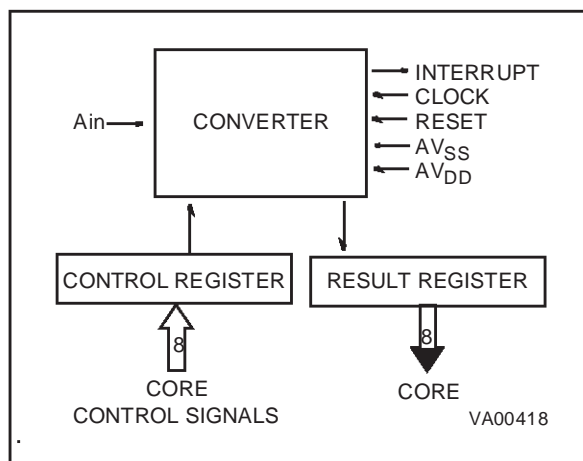 INTERRUPT
CLOCK
Ain
CONVERTER
RESET
AVSS
AVDD
CONTROL REGISTER
RESULT REGISTER
8
8
CORE
CONTROL SIGNALS
CORE
VA00418
.